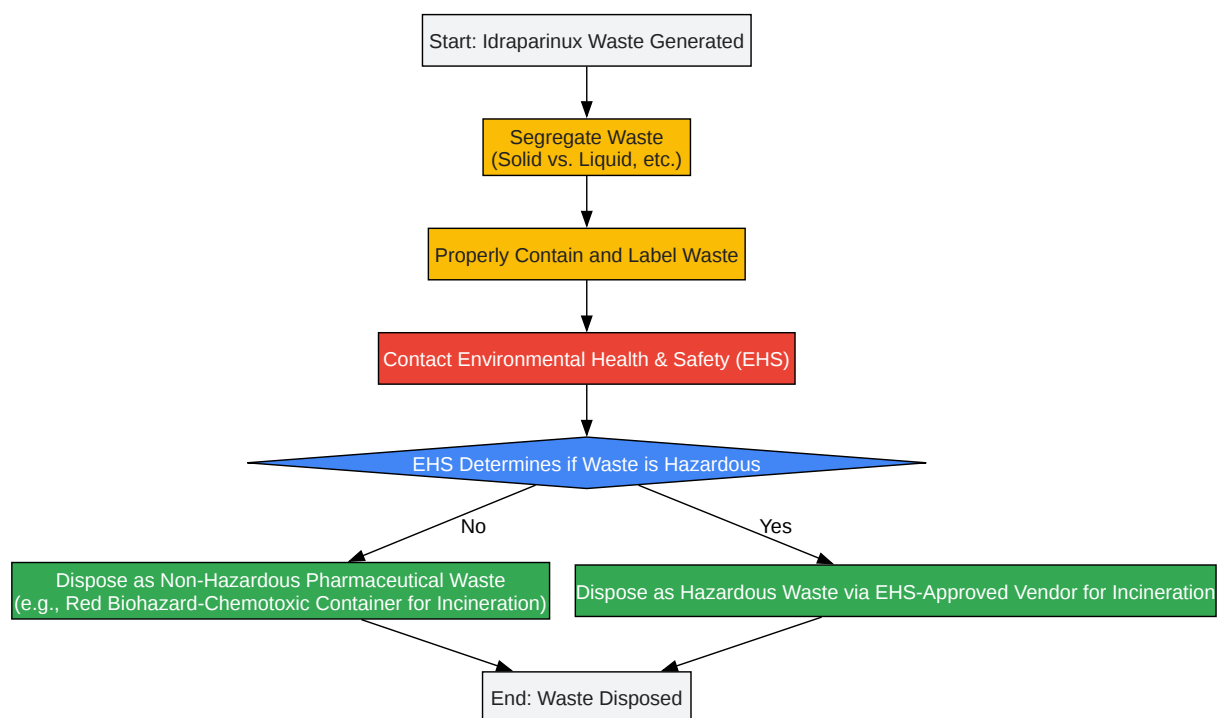 Start: Idraparinux Waste Generated
Segregate Waste
(Solid vs. Liquid, etc.)
Properly Contain and Label Waste
Contact Environmental Health & Safety (EHS)
EHS Determines if Waste is Hazardous
No
Yes
Dispose as Non-Hazardous Pharmaceutical Waste
(e.g., Red Biohazard-Chemotoxic Container for Incineration)
Dispose as Hazardous Waste via EHS-Approved Vendor for Incineration
End: Waste Disposed